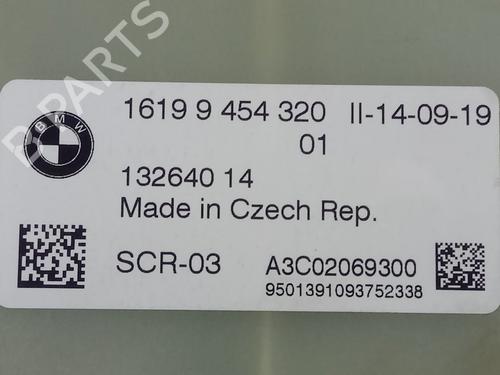 B-PARTS
BMW
1619 9 454 320 II-14-09-19
01
132640 14
Made in Czech Rep.
SCR-03 A3C02069300
9501391093752338